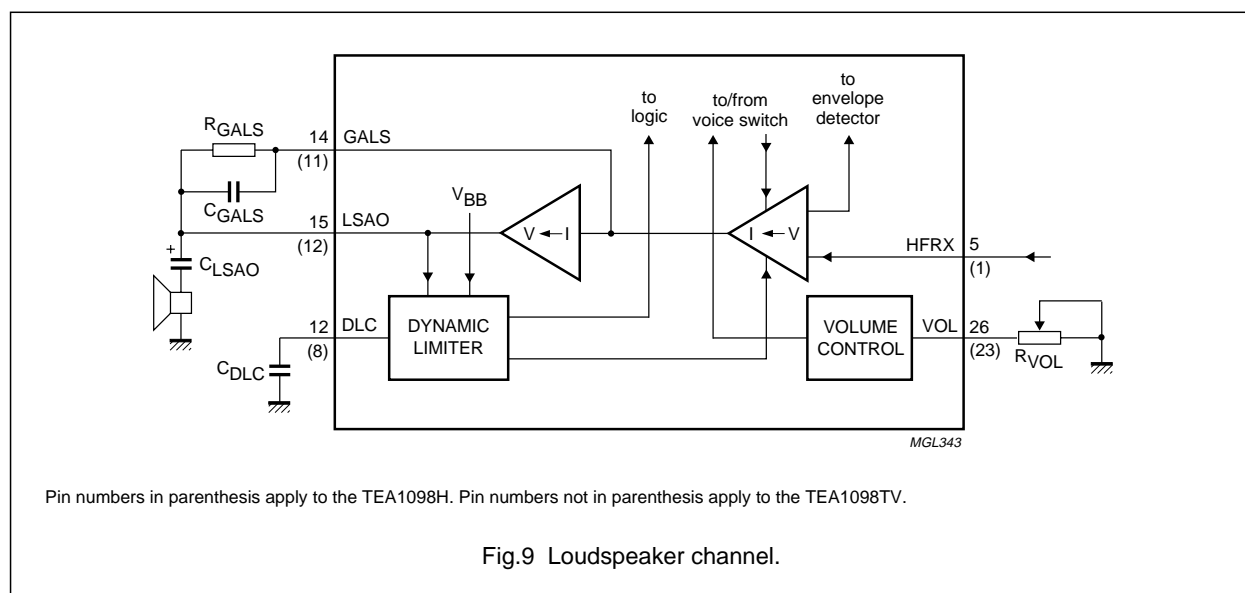 to
logic
to/from
voice switch
to
envelope
detector
RGALS
14
(11)
GALS
CGALS
VBB
15
(12)
LSAO
V
I
I
V
HFRX
5
(1)
CLSAO
12
(8)
DLC
DYNAMIC
LIMITER
VOLUME
CONTROL
VOL
26
(23)
RVOL
CDLC
MGL343
Pin numbers in parenthesis apply to the TEA1098H. Pin numbers not in parenthesis apply to the TEA1098TV.
Fig.9 Loudspeaker channel.